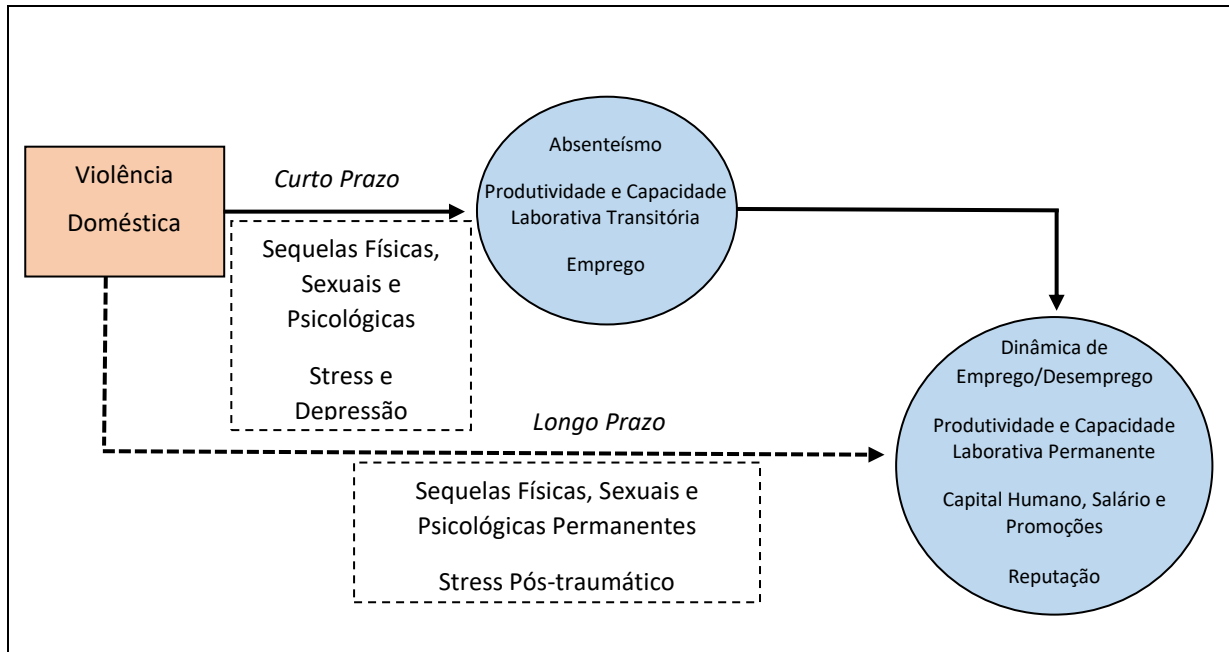 Violência
Doméstica
Curto Prazo
Sequelas Físicas,
Sexuais e
Psicológicas
Stress e
Depressão
Absenteísmo
Produtividade e Capacidade
Laborativa Transitória
Emprego
Longo Prazo
Sequelas Físicas, Sexuais e
Psicológicas Permanentes
Stress Pós-traumático
Dinâmica de
Emprego/Desemprego
Produtividade e Capacidade
Laborativa Permanente
Capital Humano, Salário e
Promoções
Reputação